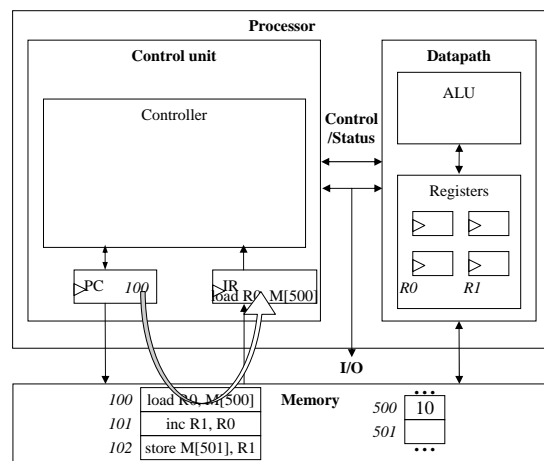 Processor
Control unit
Datapath
ALU
Controller
Control
/Status
Registers
PC 100
IR
load R0, M[500]
R0 R1
I/O
Memory
100 load R0, M[500]
101 inc R1, R0
102 store M[501], R1
...
500 10
501
...